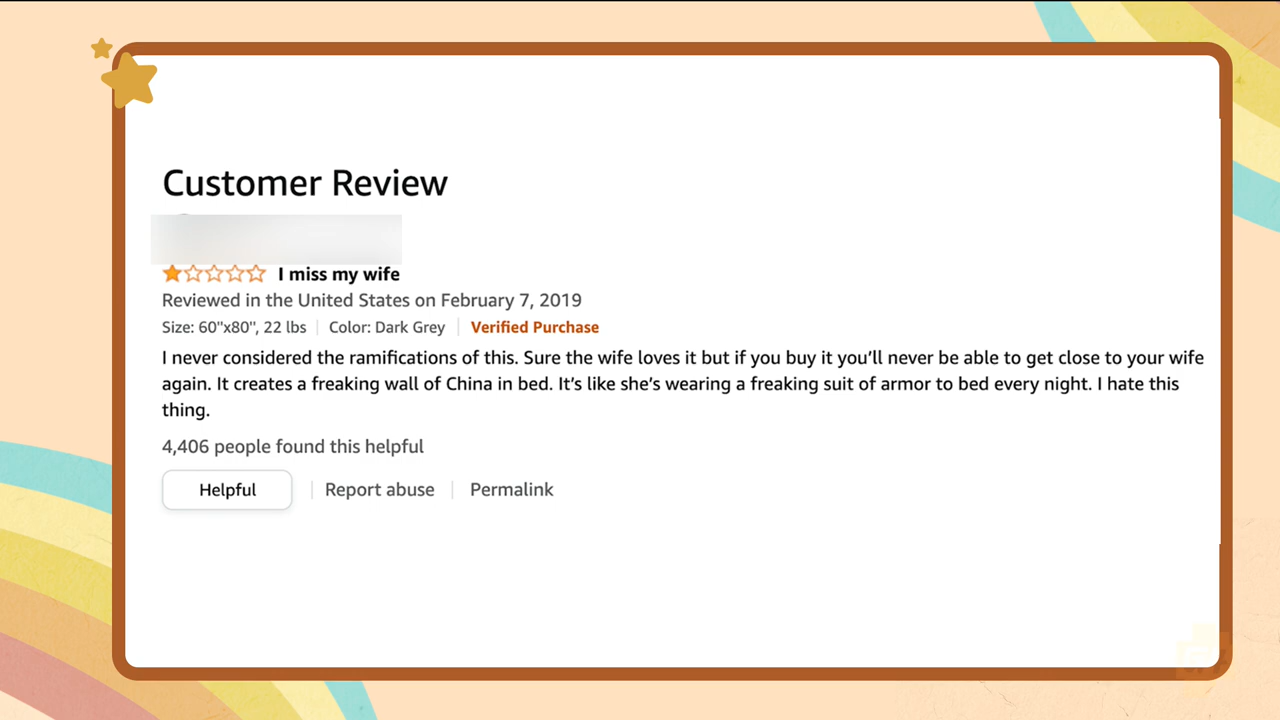 Customer Review
I miss my wife
Reviewed in the United States on February 7, 2019
Size: 60"x80", 22 lbs | Color: Dark Grey | Verified Purchase
I never considered the ramifications of this. Sure the wife loves it but if you buy it you’ll never be able to get close to your wife
again. It creates a freaking wall of China in bed. It’s like she’s wearing a freaking suit of armor to bed every night. I hate this
thing.
4,406 people found this helpful
Helpful | Report abuse | Permalink